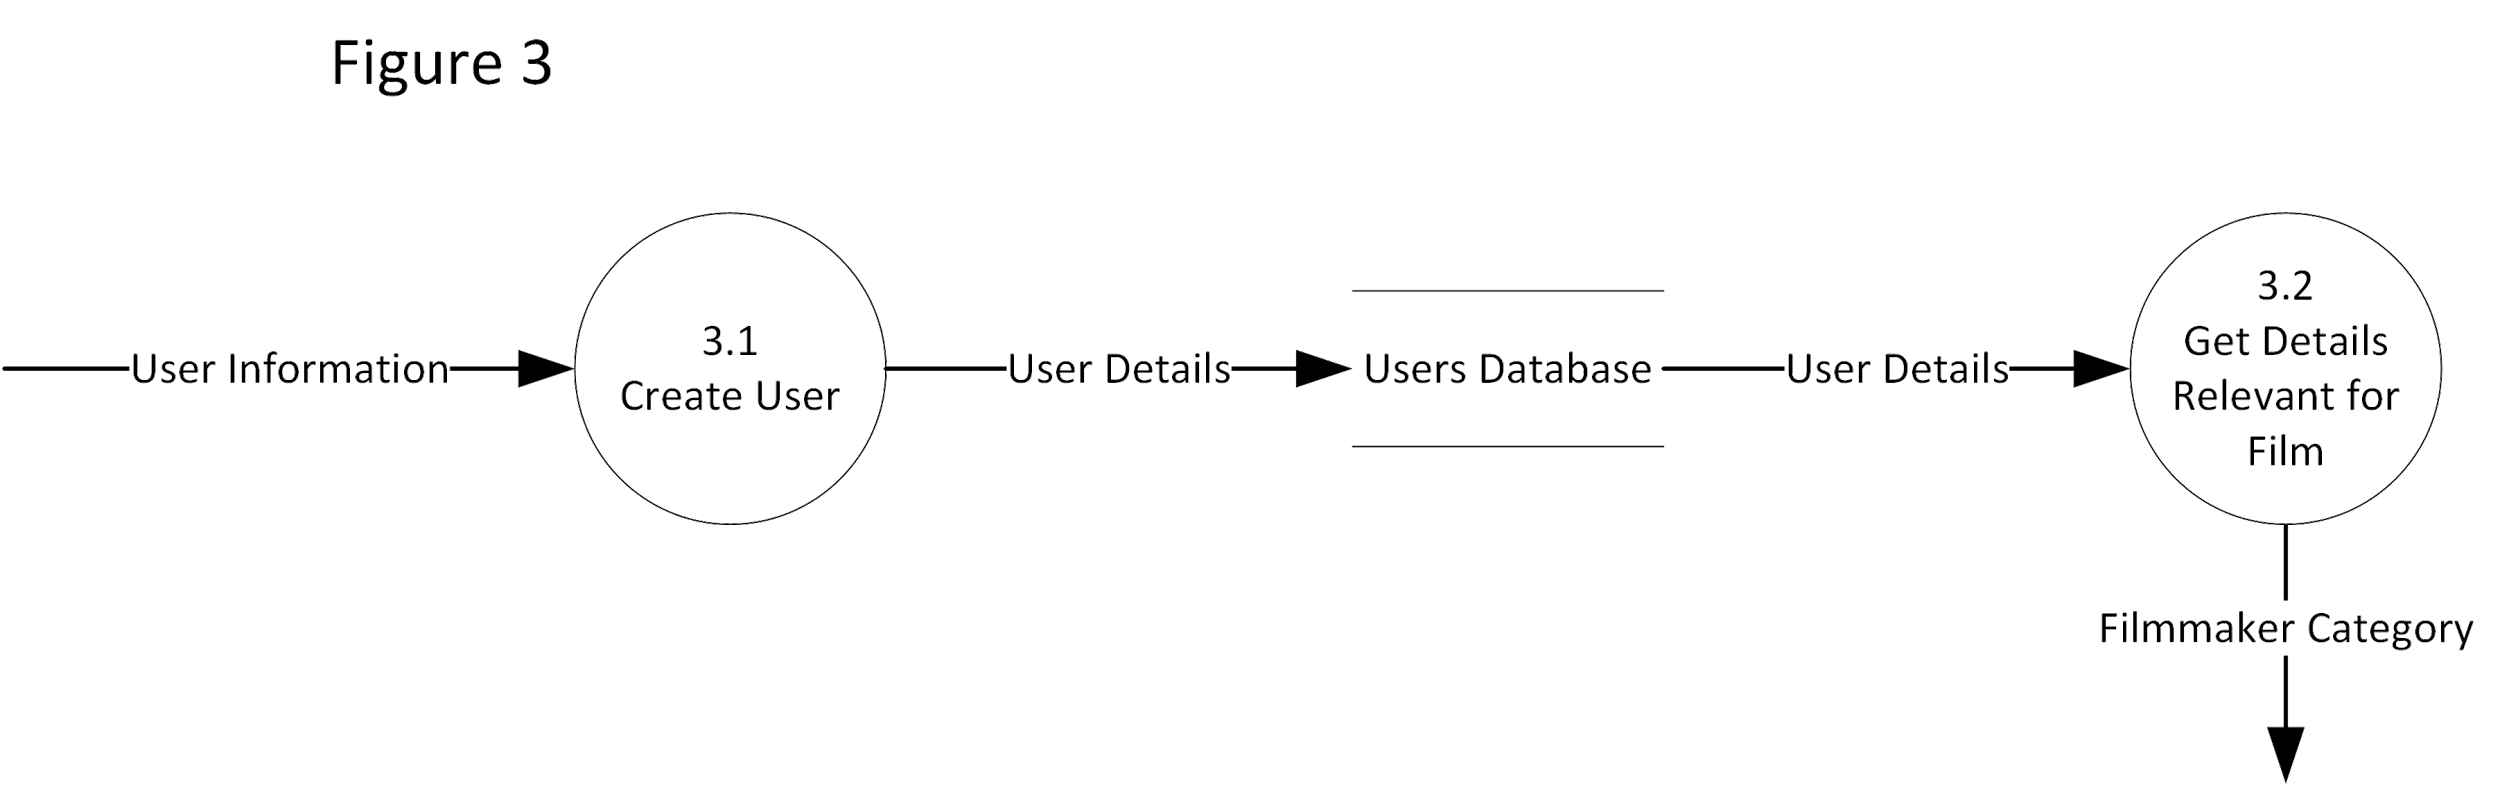 Figure 3
User Information
3.1
Create User
User Details
Users Database
User Details
3.2
Get Details
Relevant for
Film
Filmmaker Category